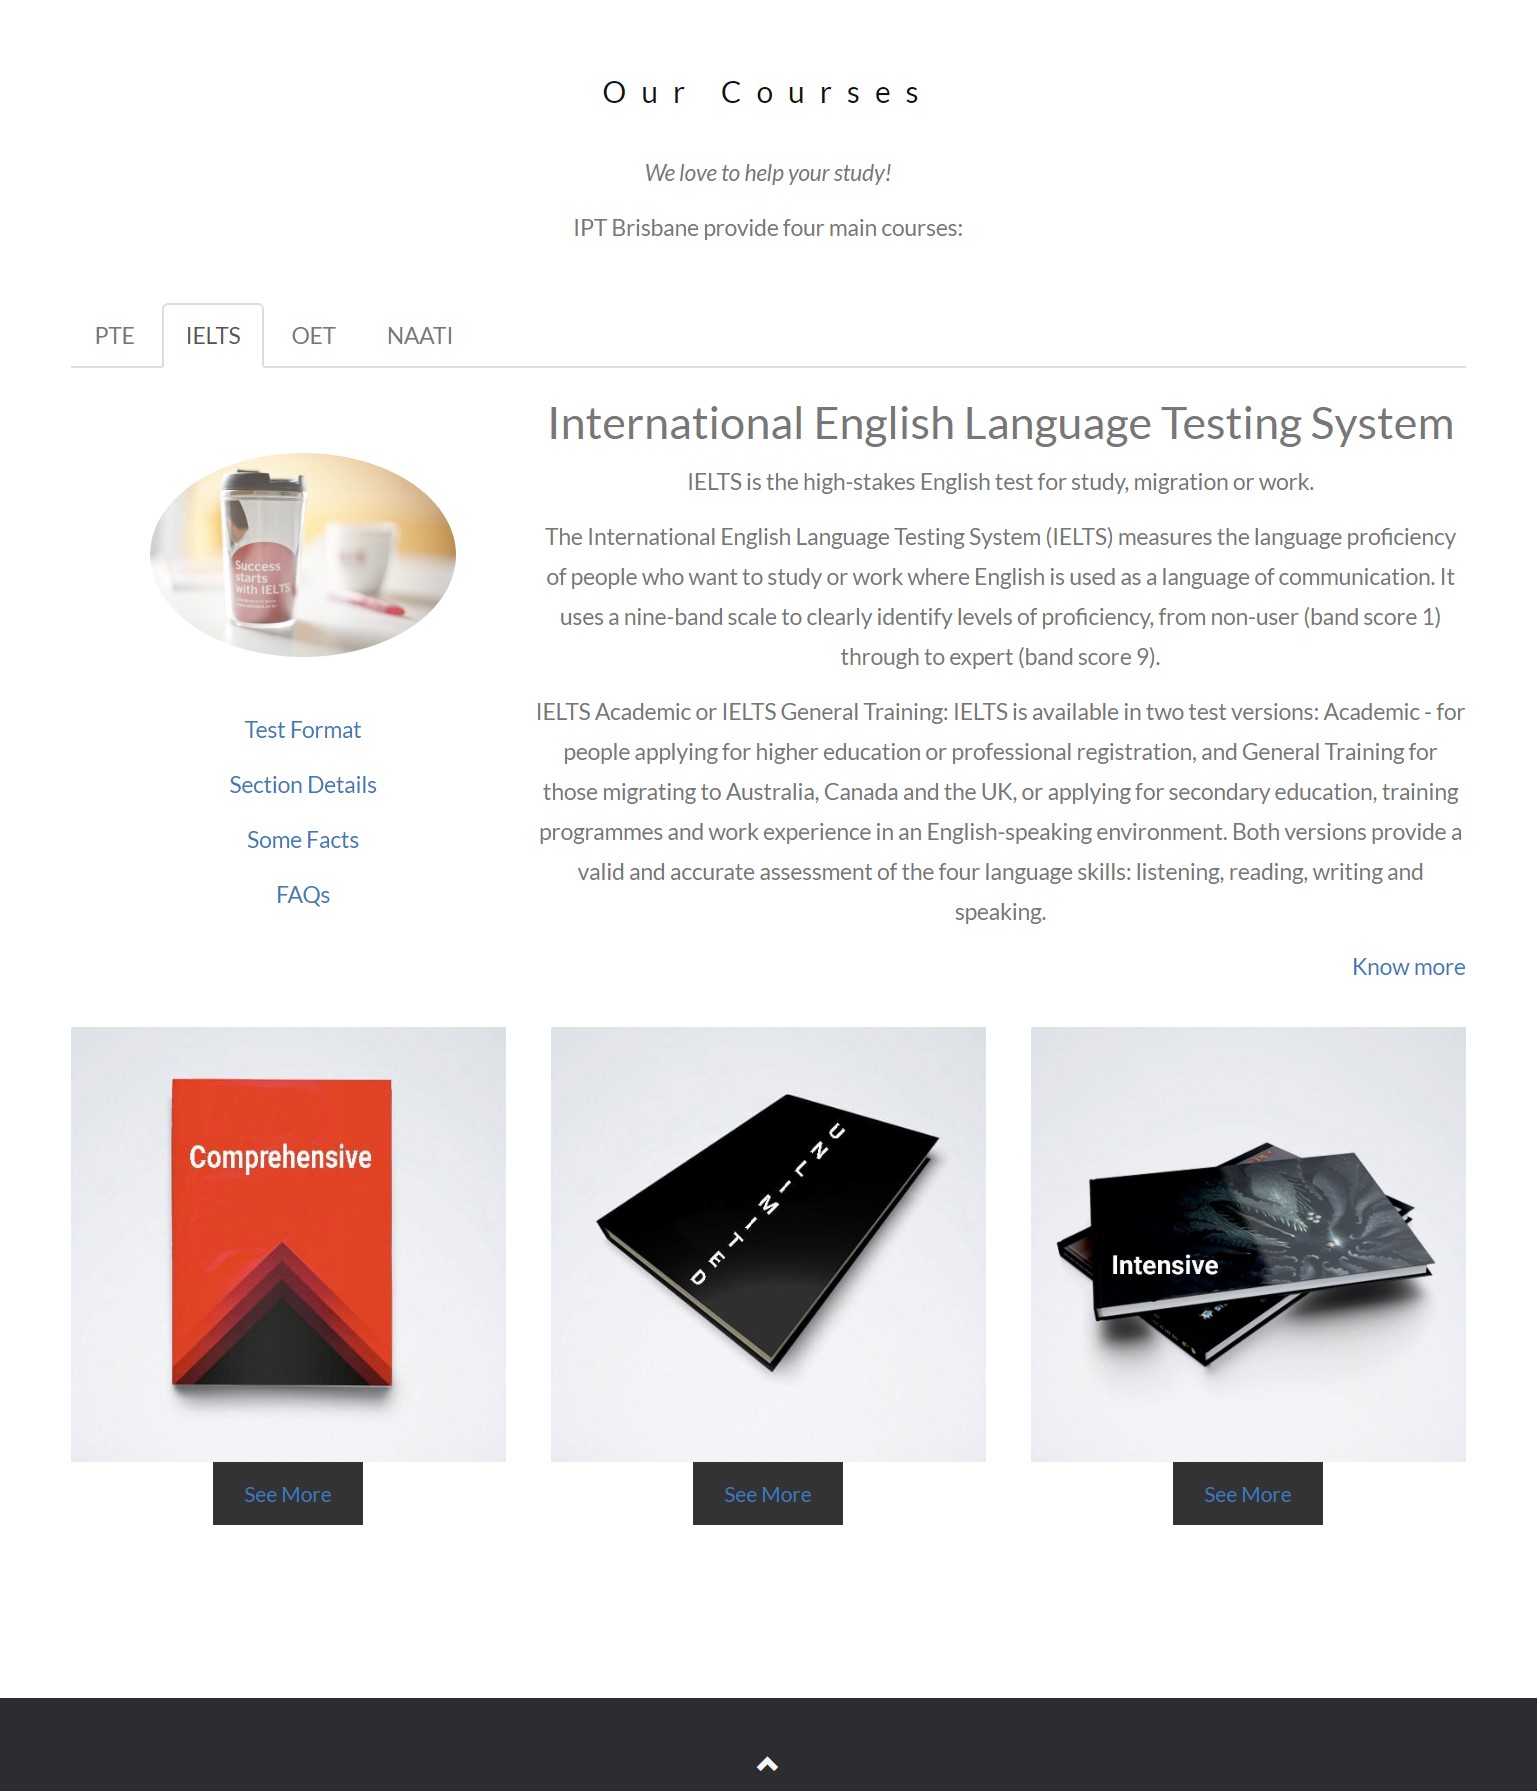 Our Courses
We love to help your study!
IPT Brisbane provide four main courses:
PTE
IELTS
OET
NAATI
International English Language Testing System
IELTS is the high-stakes English test for study, migration or work.
The International English Language Testing System (IELTS) measures the language proficiency
of people who want to study or work where English is used as a language of communication. It
uses a nine-band scale to clearly identify levels of proficiency, from non-user (band score 1)
through to expert (band score 9).
IELTS Academic or IELTS General Training: IELTS is available in two test versions: Academic - for
people applying for higher education or professional registration, and General Training for
those migrating to Australia, Canada and the UK, or applying for secondary education, training
programmes and work experience in an English-speaking environment. Both versions provide a
valid and accurate assessment of the four language skills: listening, reading, writing and
speaking.
Know more
Success
starts
with IELTS
Test Format
Section Details
Some Facts
FAQs
Comprehensive
UNLIMITED
Intensive
See More
See More
See More